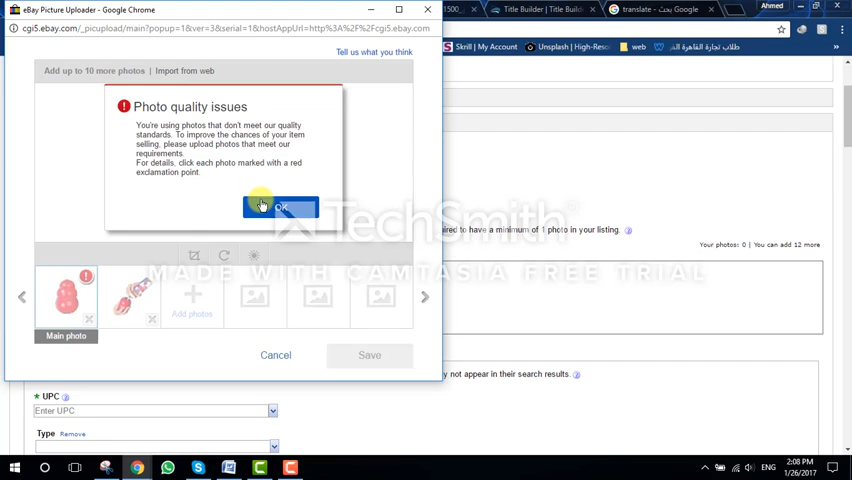 eBay Picture Uploader - Google Chrome
1500_
Title Builder | Title Buil
translate - Google بحث
Ahmed
cgi5.ebay.com/_picupload/main?popup=1&ver=3&serial=1&hostAppUrl=http%3A%2F%2Fcgi5.ebay.com
Skrill | My Account
Unsplash | High-Reso
web
طلاب تجارة القاهرة الق
Tell us what you think
Add up to 10 more photos | Import from web
Photo quality issues
You're using photos that don't meet our quality
standards. To improve the chances of your item
selling, please upload photos that meet our
requirements.
For details, click each photo marked with a red
exclamation point.
OK
TechSmith
MADE WITH CAMTASIA FREE TRIAL
ired to have a minimum of 1 photo in your listing.
Your photos: 0 | You can add 12 more
Add photos
Main photo
Cancel
Save
y not appear in their search results.
UPC
Enter UPC
Type Remove
ENG
2:08 PM
1/26/2017